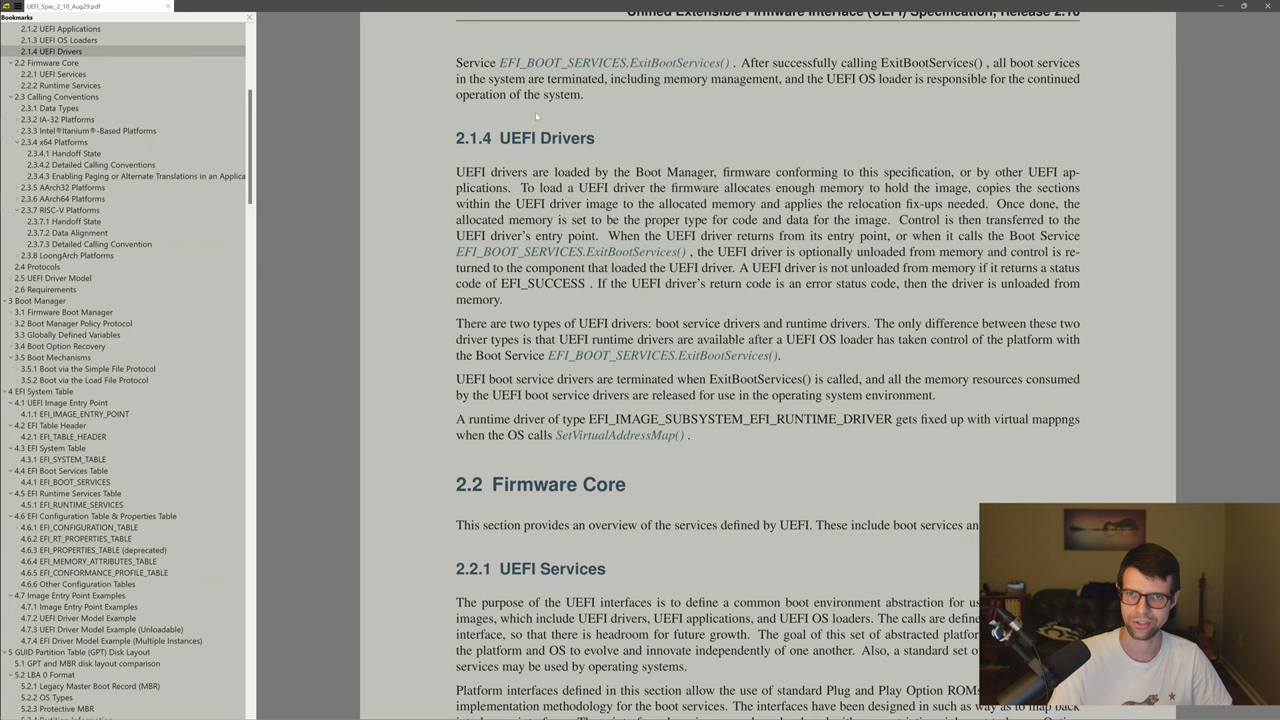 UEFI_Spec_2_10_Aug29.pdf
Bookmarks
2.1.2 UEFI Applications
2.1.3 UEFI OS Loaders
2.1.4 UEFI Drivers
2.2 Firmware Core
2.2.1 UEFI Services
2.2.2 Runtime Services
2.3 Calling Conventions
2.3.1 Data Types
2.3.2 IA-32 Platforms
2.3.3 Intel®Itanium®-Based Platforms
2.3.4 x64 Platforms
2.3.4.1 Handoff State
2.3.4.2 Detailed Calling Conventions
2.3.4.3 Enabling Paging or Alternate Translations in an Applica
2.3.5 AArch32 Platforms
2.3.6 AArch64 Platforms
2.3.7 RISC-V Platforms
2.3.7.1 Handoff State
2.3.7.2 Data Alignment
2.3.7.3 Detailed Calling Convention
2.3.8 LoongArch Platforms
2.4 Protocols
2.5 UEFI Driver Model
2.6 Requirements
3 Boot Manager
3.1 Firmware Boot Manager
3.2 Boot Manager Policy Protocol
3.3 Globally Defined Variables
3.4 Boot Option Recovery
3.5 Boot Mechanisms
3.5.1 Boot via the Simple File Protocol
3.5.2 Boot via the Load File Protocol
4 EFI System Table
4.1 UEFI Image Entry Point
4.1.1 EFI_IMAGE_ENTRY_POINT
4.2 EFI Table Header
4.2.1 EFI_TABLE_HEADER
4.3 EFI System Table
4.3.1 EFI_SYSTEM_TABLE
4.4 EFI Boot Services Table
4.4.1 EFI_BOOT_SERVICES
4.5 EFI Runtime Services Table
4.5.1 EFI_RUNTIME_SERVICES
4.6 EFI Configuration Table & Properties Table
4.6.1 EFI_CONFIGURATION_TABLE
4.6.2 EFI_RT_PROPERTIES_TABLE
4.6.3 EFI_PROPERTIES_TABLE (deprecated)
4.6.4 EFI_MEMORY_ATTRIBUTES_TABLE
4.6.5 EFI_CONFORMANCE_PROFILE_TABLE
4.6.6 Other Configuration Tables
4.7 Image Entry Point Examples
4.7.1 Image Entry Point Examples
4.7.2 UEFI Driver Model Example
4.7.3 UEFI Driver Model Example (Unloadable)
4.7.4 EFI Driver Model Example (Multiple Instances)
5 GUID Partition Table (GPT) Disk Layout
5.1 GPT and MBR disk layout comparison
5.2 LBA 0 Format
5.2.1 Legacy Master Boot Record (MBR)
5.2.2 OS Types
5.2.3 Protective MBR
5.2.4 Partition Information
Unified Extensible Firmware Interface (UEFI) Specification, Release 2.10
Service EFI_BOOT_SERVICES.ExitBootServices() . After successfully calling ExitBootServices() , all boot services
in the system are terminated, including memory management, and the UEFI OS loader is responsible for the continued
operation of the system.
2.1.4 UEFI Drivers
UEFI drivers are loaded by the Boot Manager, firmware conforming to this specification, or by other UEFI ap-
plications. To load a UEFI driver the firmware allocates enough memory to hold the image, copies the sections
within the UEFI driver image to the allocated memory and applies the relocation fix-ups needed. Once done, the
allocated memory is set to be the proper type for code and data for the image. Control is then transferred to the
UEFI driver's entry point. When the driver returns from its entry point, or when it calls the Boot Service
EFI_BOOT_SERVICES.ExitBootServices() , the UEFI driver is optionally unloaded from memory and control is re-
turned to the component that loaded the UEFI driver. A UEFI driver is not unloaded from memory if it returns a status
code of EFI_SUCCESS . If the UEFI driver's return code is an error status code, then the driver is unloaded from
memory.
There are two types of UEFI drivers: boot service drivers and runtime drivers. The only difference between these two
driver types is that UEFI runtime drivers are available after a UEFI OS loader has taken control of the platform with
the Boot Service EFI_BOOT_SERVICES.ExitBootServices().
UEFI boot service drivers are terminated when ExitBootServices() is called, and all the memory resources consumed
by the UEFI boot service drivers are released for use in the operating system environment.
A runtime driver of type EFI_IMAGE_SUBSYSTEM_EFI_RUNTIME_DRIVER gets fixed up with virtual mappngs
when the OS calls SetVirtualAddressMap() .
2.2 Firmware Core
This section provides an overview of the services defined by UEFI. These include boot services an
2.2.1 UEFI Services
The purpose of the UEFI interfaces is to define a common boot environment abstraction for us
images, which include UEFI drivers, UEFI applications, and UEFI OS loaders. The calls are define
interface, so that there is headroom for future growth. The goal of this set of abstracted platfor
the platform and OS to evolve and innovate independently of one another. Also, a standard set o
services may be used by operating systems.
Platform interfaces defined in this section allow the use of standard Plug and Play Option ROMs
implementation methodology for the boot services. The interfaces have been designed in such way as to map back